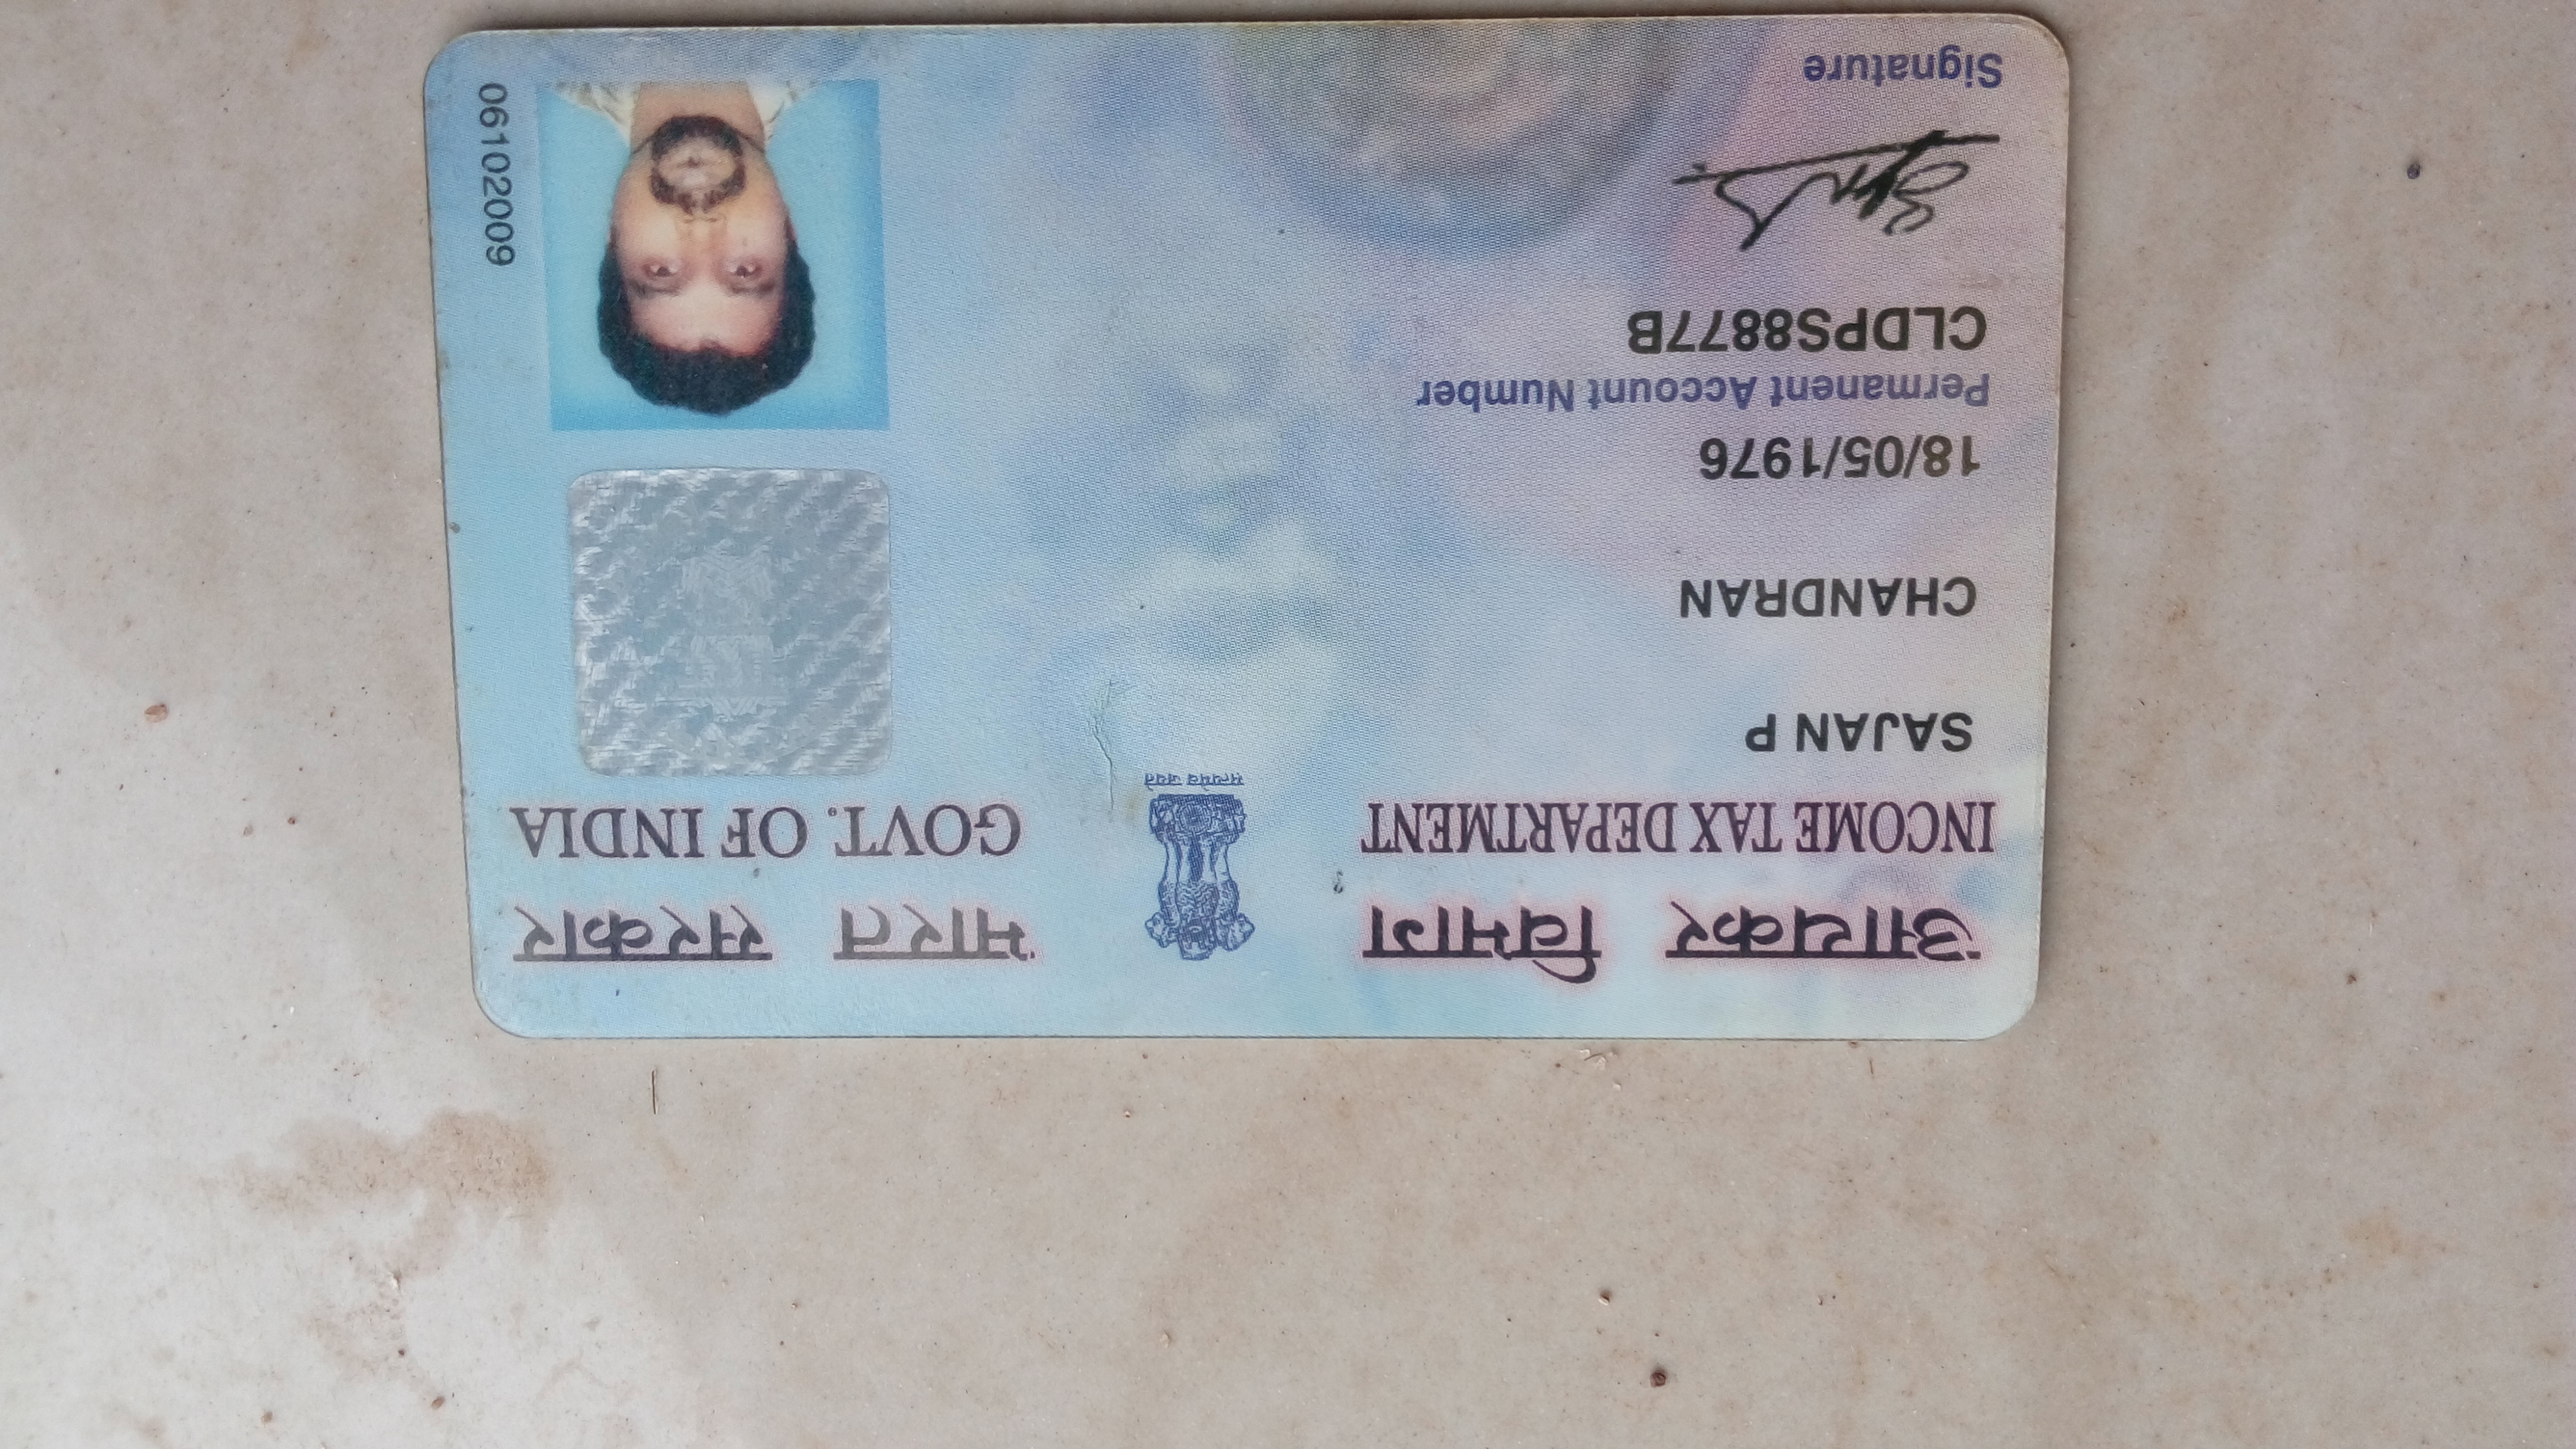 आयकर विभाग
INCOME TAX DEPARTMENT
सत्यमेव जयते
भारत सरकार
GOVT. OF INDIA
SAJAN P
CHANDRAN
18/05/1976
Permanent Account Number
CLDPS8877B
Signature
06102009